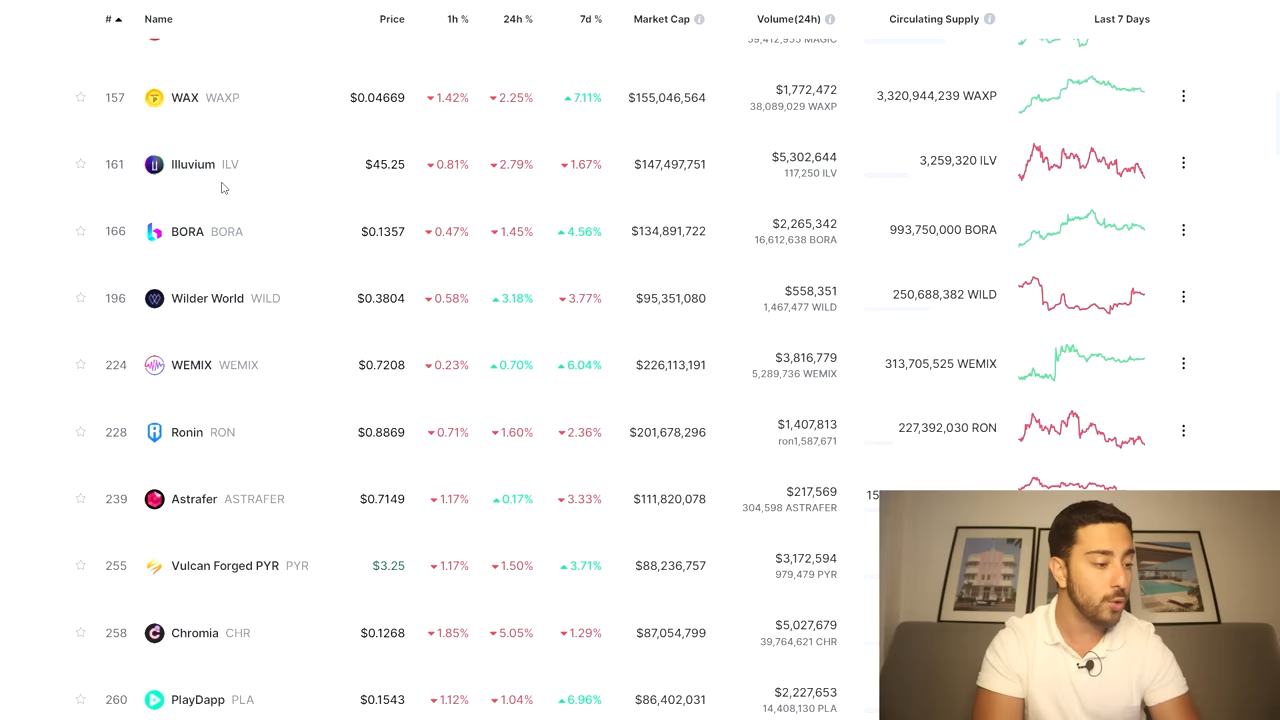 # Name Price 1h % 24h % 7d % Market Cap Volume(24h) Circulating Supply Last 7 Days
59,412,953 MAGIC
157 WAX WAXP $0.04669 1.42% 2.25% 7.11% $155,046,564 $1,772,472 3,320,944,239 WAXP
38,089,029 WAXP
161 Illuvium ILV $45.25 0.81% 2.79% 1.67% $147,497,751 $5,302,644 3,259,320 ILV
117,250 ILV
166 BORA BORA $0.1357 0.47% 1.45% 4.56% $134,891,722 $2,265,342 993,750,000 BORA
16,612,638 BORA
196 Wilder World WILD $0.3804 0.58% 3.18% 3.77% $95,351,080 $558,351 250,688,382 WILD
1,467,477 WILD
224 WEMIX WEMIX $0.7208 0.23% 0.70% 6.04% $226,113,191 $3,816,779 313,705,525 WEMIX
5,289,736 WEMIX
228 Ronin RON $0.8869 0.71% 1.60% 2.36% $201,678,296 $1,407,813 227,392,030 RON
ron1,587,671
239 Astrafer ASTRAFER $0.7149 1.17% 0.17% 3.33% $111,820,078 $217,569 15
304,598 ASTRAFER
255 Vulcan Forged PYR PYR $3.25 1.17% 1.50% 3.71% $88,236,757 $3,172,594
979,479 PYR
258 Chromia CHR $0.1268 1.85% 5.05% 1.29% $87,054,799 $5,027,679
39,764,621 CHR
260 PlayDapp PLA $0.1543 1.12% 1.04% 6.96% $86,402,031 $2,227,653
14,408,130 PLA